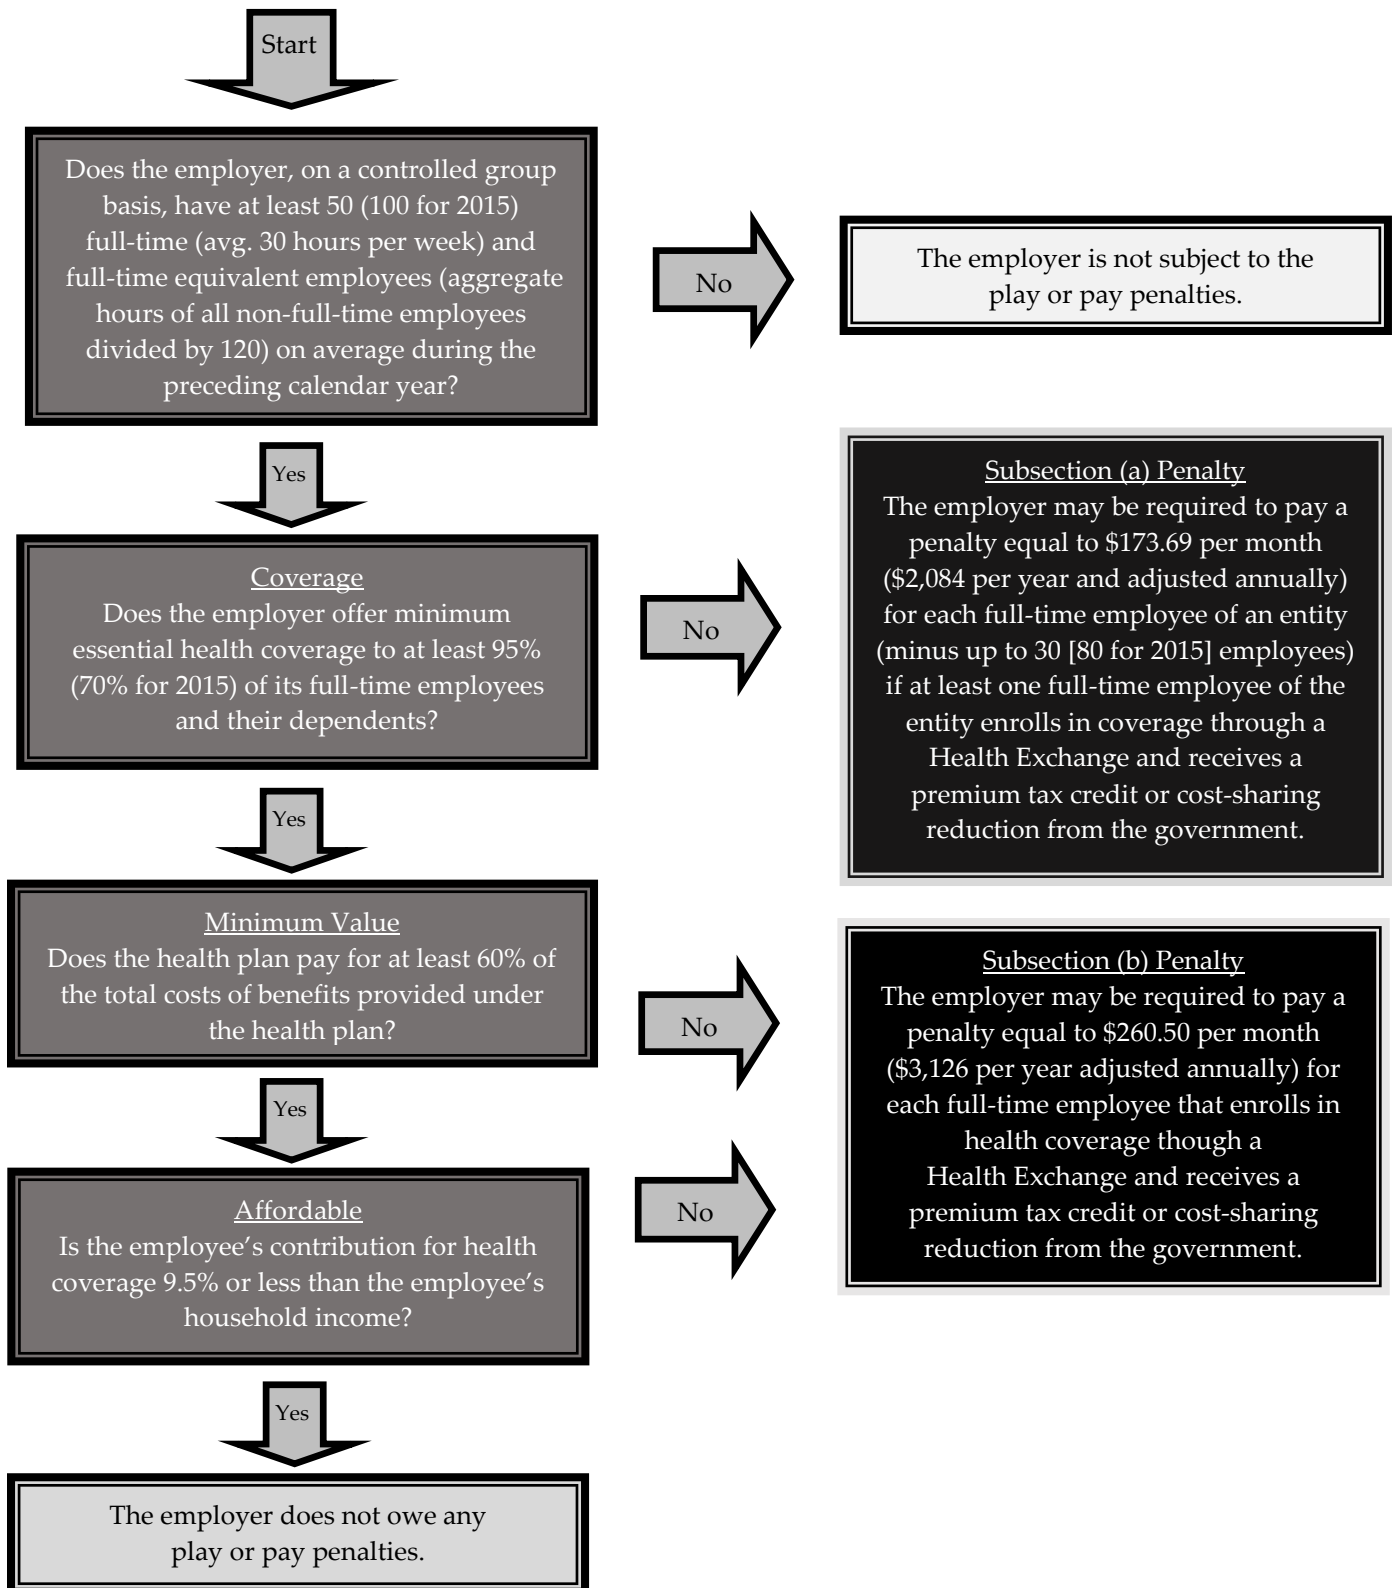 Start
Does the employer, on a controlled group
basis, have at least 50 (100 for 2015)
full-time (avg. 30 hours per week) and
full-time equivalent employees (aggregate
hours of all non-full-time employees
divided by 120) on average during the
preceding calendar year?
No
The employer is not subject to the
play or pay penalties.
Yes
Coverage
Does the employer offer minimum
essential health coverage to at least 95%
(70% for 2015) of its full-time employees
and their dependents?
No
Subsection (a) Penalty
The employer may be required to pay a
penalty equal to $173.69 per month
($2,084 per year and adjusted annually)
for each full-time employee of an entity
(minus up to 30 [80 for 2015] employees)
if at least one full-time employee of the
entity enrolls in coverage through a
Health Exchange and receives a
premium tax credit or cost-sharing
reduction from the government.
Yes
Minimum Value
Does the health plan pay for at least 60% of
the total costs of benefits provided under
the health plan?
No
Subsection (b) Penalty
The employer may be required to pay a
penalty equal to $260.50 per month
($3,126 per year adjusted annually) for
each full-time employee that enrolls in
health coverage though a
Health Exchange and receives a
premium tax credit or cost-sharing
reduction from the government.
Yes
Affordable
Is the employee's contribution for health
coverage 9.5% or less than the employee's
household income?
No
Yes
The employer does not owe any
play or pay penalties.